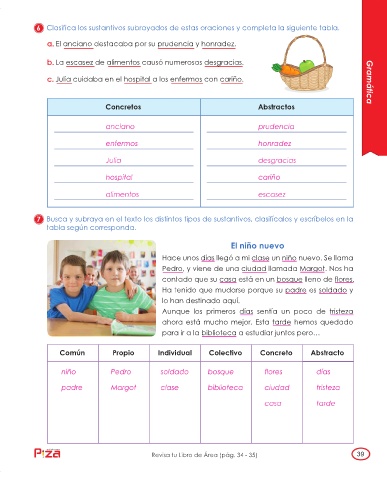 6 Clasifica los sustantivos subrayados de estas oraciones y completa la siguiente tabla.
a. El anciano destacaba por su prudencia y honradez.
b. La escasez de alimentos causó numerosas desgracias.
c. Julia cuidaba en el hospital a los enfermos con cariño.
Gramática
Concretos Abstractos
anciano prudencia
enfermos honradez
Julia desgracias
hospital cariño
alimentos escasez
7 Busca y subraya en el texto los distintos tipos de sustantivos, clasifícalos y escríbelos en la
tabla según corresponda.
El niño nuevo
Hace unos días llegó a mi clase un niño nuevo. Se llama
Pedro, y viene de una ciudad llamada Margot. Nos ha
contado que su casa está en un bosque lleno de flores.
Ha tenido que mudarse porque su padre es soldado y
lo han destinado aquí.
Aunque los primeros días sentía un poco de tristeza
ahora está mucho mejor. Esta tarde hemos quedado
para ir a la biblioteca a estudiar juntos pero…
Común Propio Individual Colectivo Concreto Abstracto
niño Pedro soldado bosque flores días
padre Margot clase biblioteca ciudad tristeza
casa tarde
Pizza
Revisa tu Libro de Área (pág. 34 - 35)
39